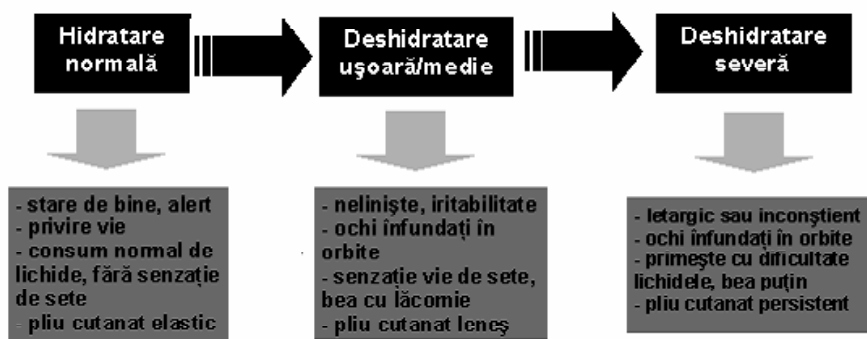 Hidratare
normală
Deshidratare
uşoară/medie
Deshidratare
severă
- stare de bine, alert
- privire vie
- consum normal de
lichide, fără senzaţie
de sete
- pliu cutanat elastic
- nelinişte, iritabilitate
- ochi înfundaţi în
orbite
- senzaţie vie de sete,
bea cu lăcomie
- pliu cutanat leneş
- letargic sau inconştient
- ochi înfundaţi în orbite
- primeşte cu dificultate
lichidele, bea puţin
- pliu cutanat persistent